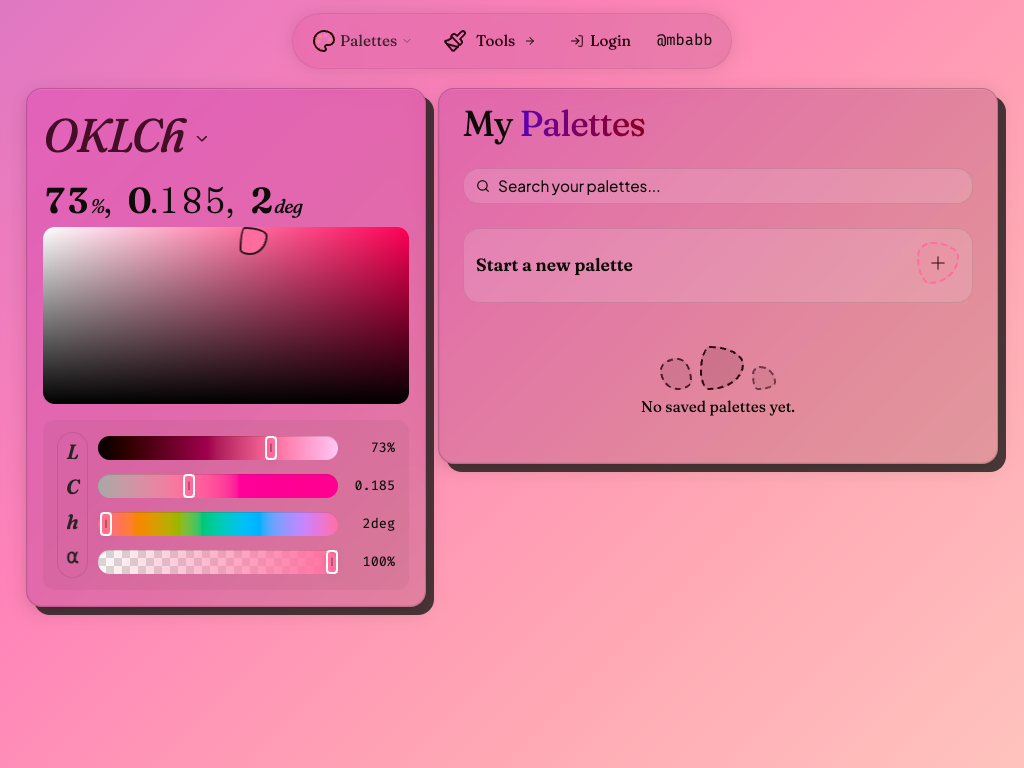 Palettes Tools Login @mbabb
OKLCh
73%, 0.185, 2deg
L 73%
C 0.185
h 2deg
α 100%
My Palettes
Search your palettes...
Start a new palette
No saved palettes yet.